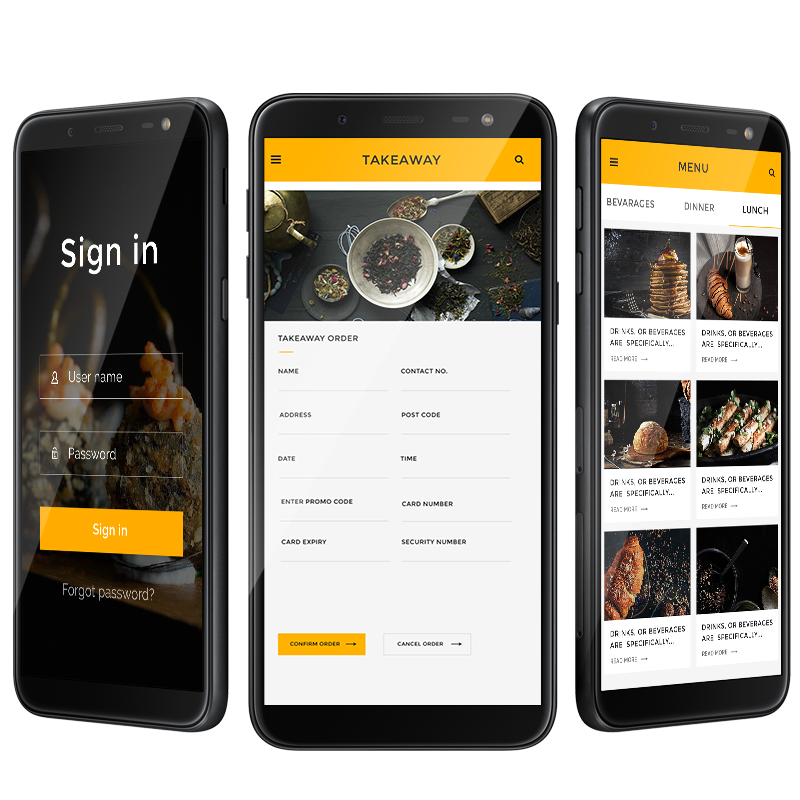 Sign in
User name
Password
Sign in
Forgot password?
TAKEAWAY
TAKEAWAY ORDER
NAME
CONTACT NO.
ADDRESS
POST CODE
DATE
TIME
ENTER PROMO CODE
CARD NUMBER
CARD EXPIRY
SECURITY NUMBER
CONFIRM ORDER
CANCEL ORDER
MENU
BEVARAGES
DINNER
LUNCH
DRINKS, OR BEVERAGES
ARE SPECIFICALLY...
READ MORE
DRINKS, OR BEVERAGES
ARE SPECIFICALLY...
READ MORE
DRINKS, OR BEVERAGES
ARE SPECIFICALLY...
READ MORE
DRINKS, OR BEVERAGES
ARE SPECIFICALLY...
READ MORE
DRINKS, OR BEVERAGES
ARE SPECIFICALLY...
READ MORE
DRINKS, OR BEVERAGES
ARE SPECIFICALLY...
READ MORE